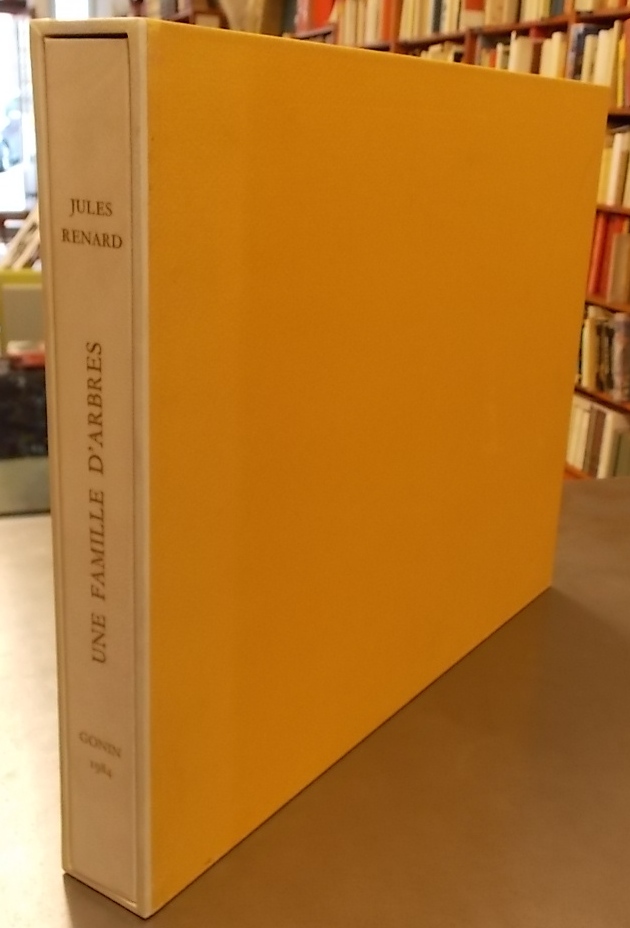 JULES
RENARD
UNE FAMILLE D'ARBRES
GONIN
1984